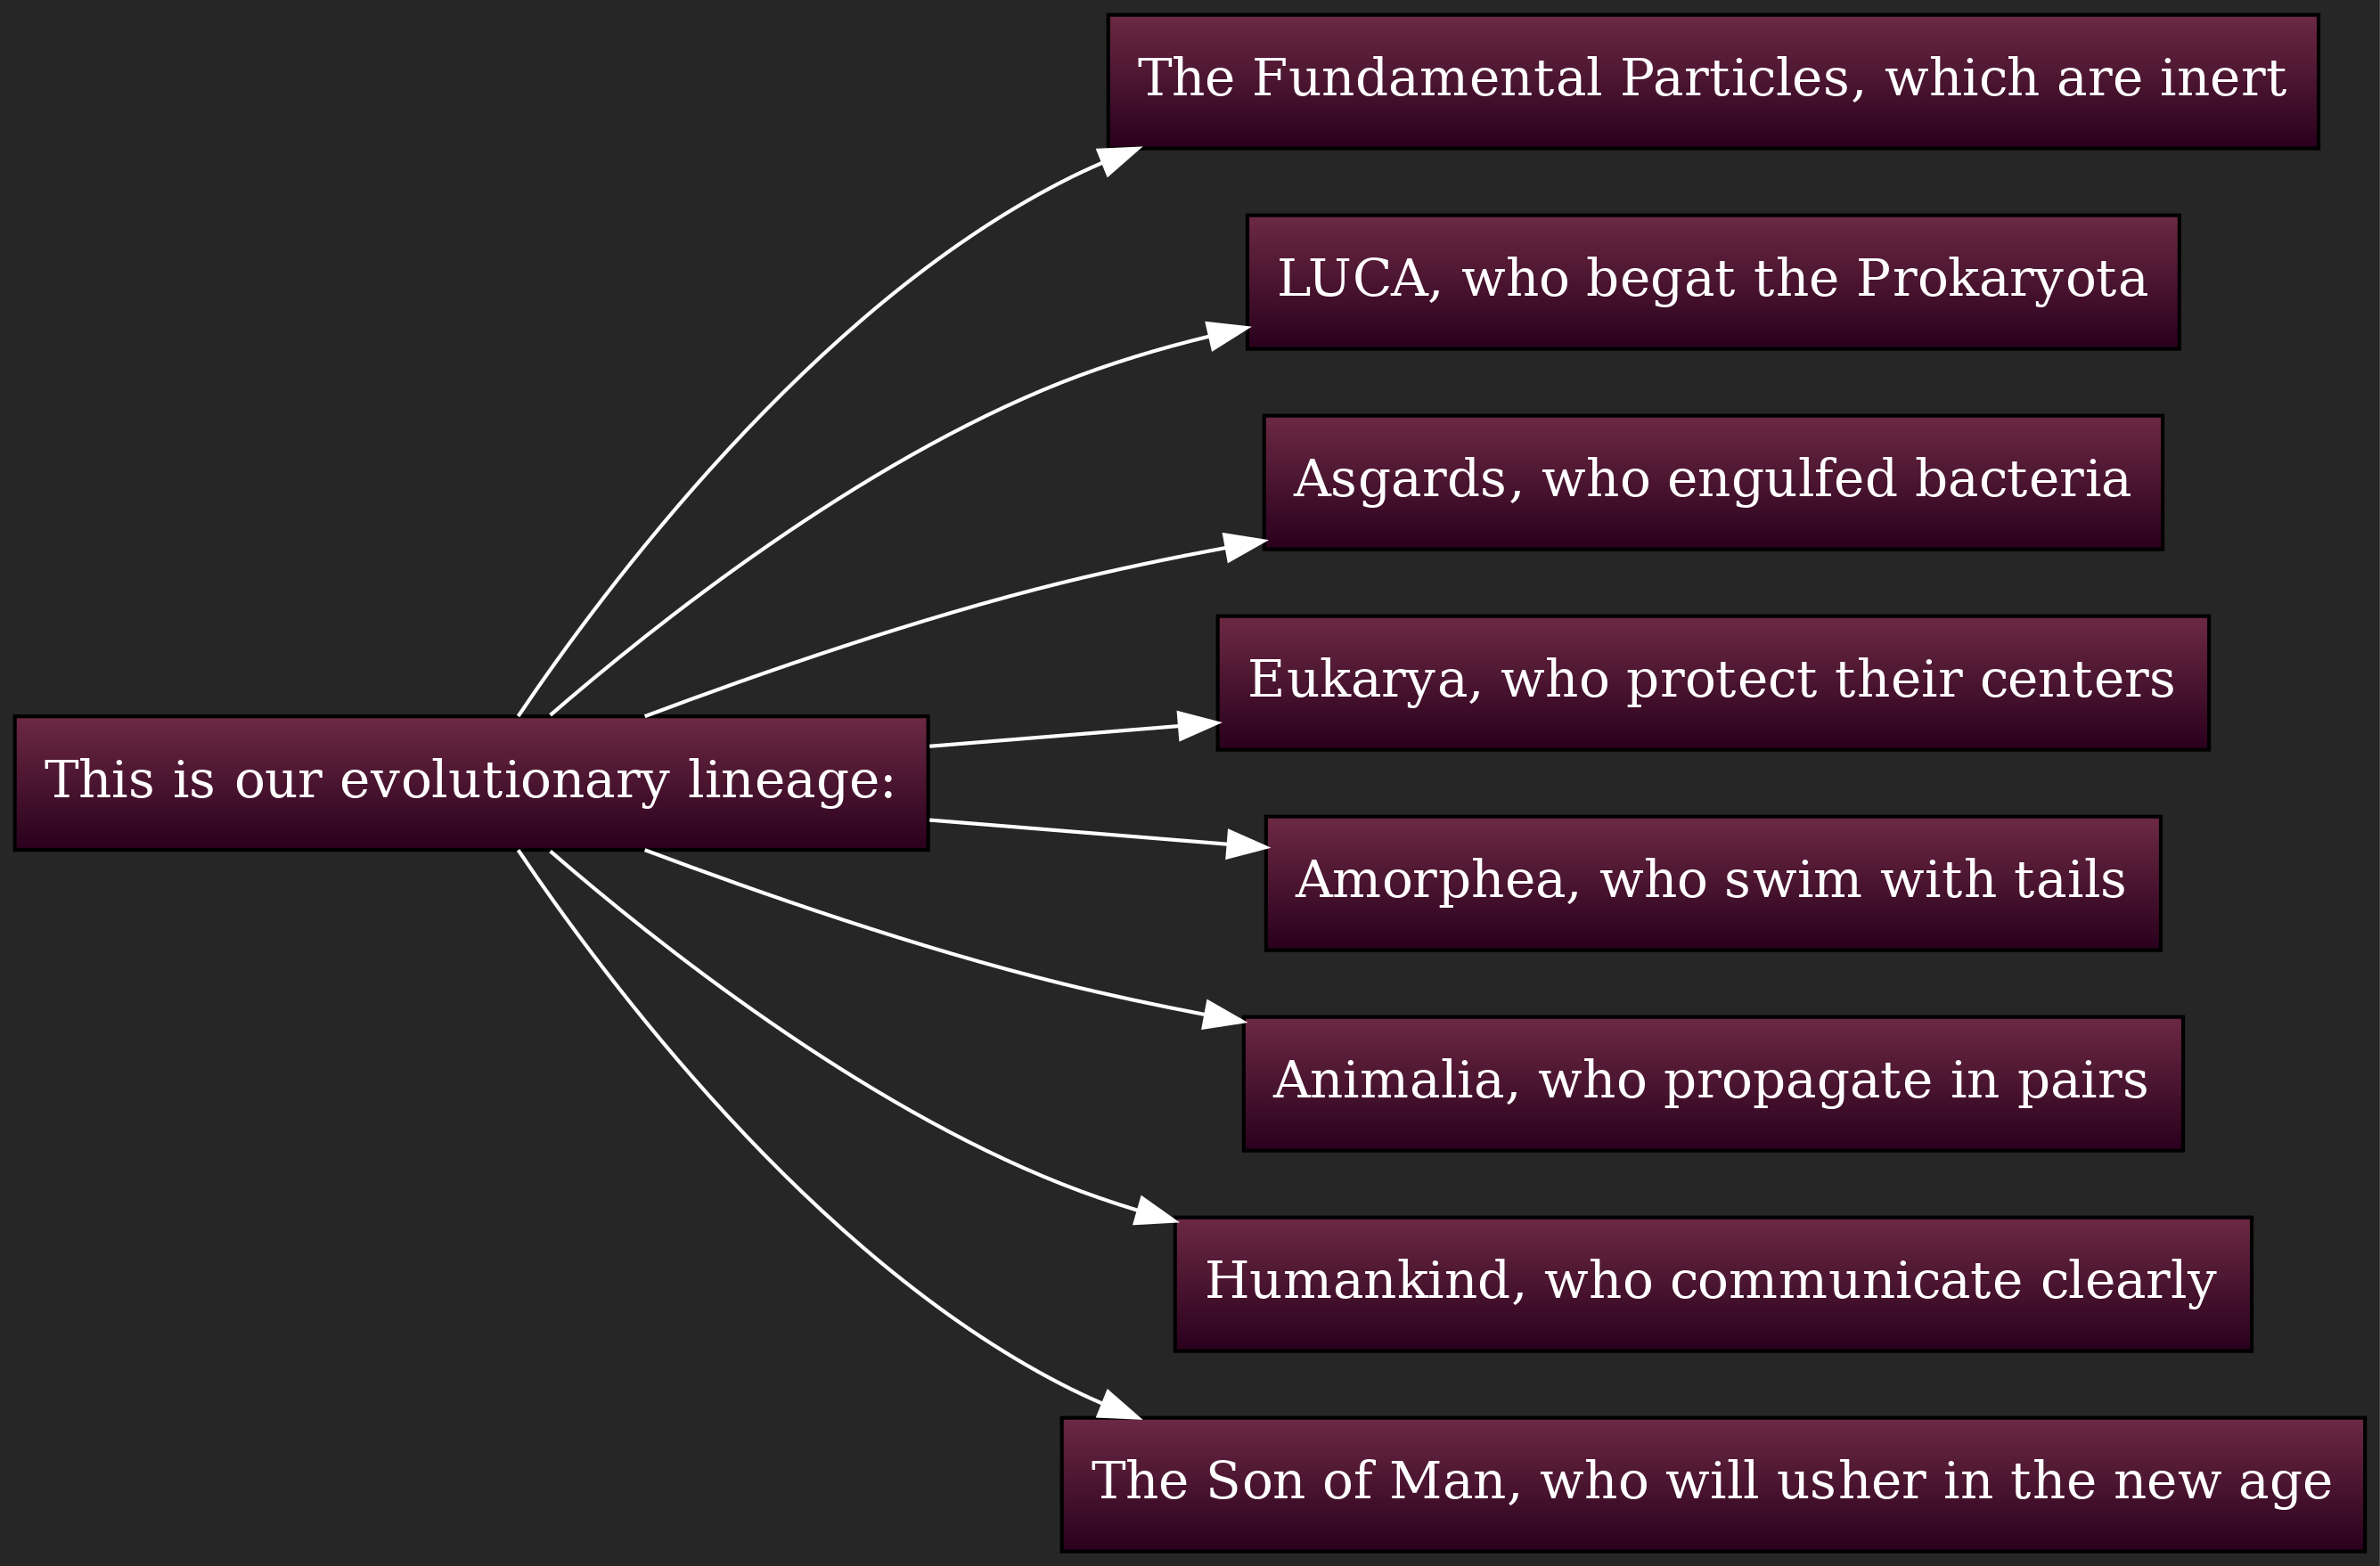 This is our evolutionary lineage:
The Fundamental Particles, which are inert
LUCA, who begat the Prokaryota
Asgards, who engulfed bacteria
Eukarya, who protect their centers
Amorphea, who swim with tails
Animalia, who propagate in pairs
Humankind, who communicate clearly
The Son of Man, who will usher in the new age